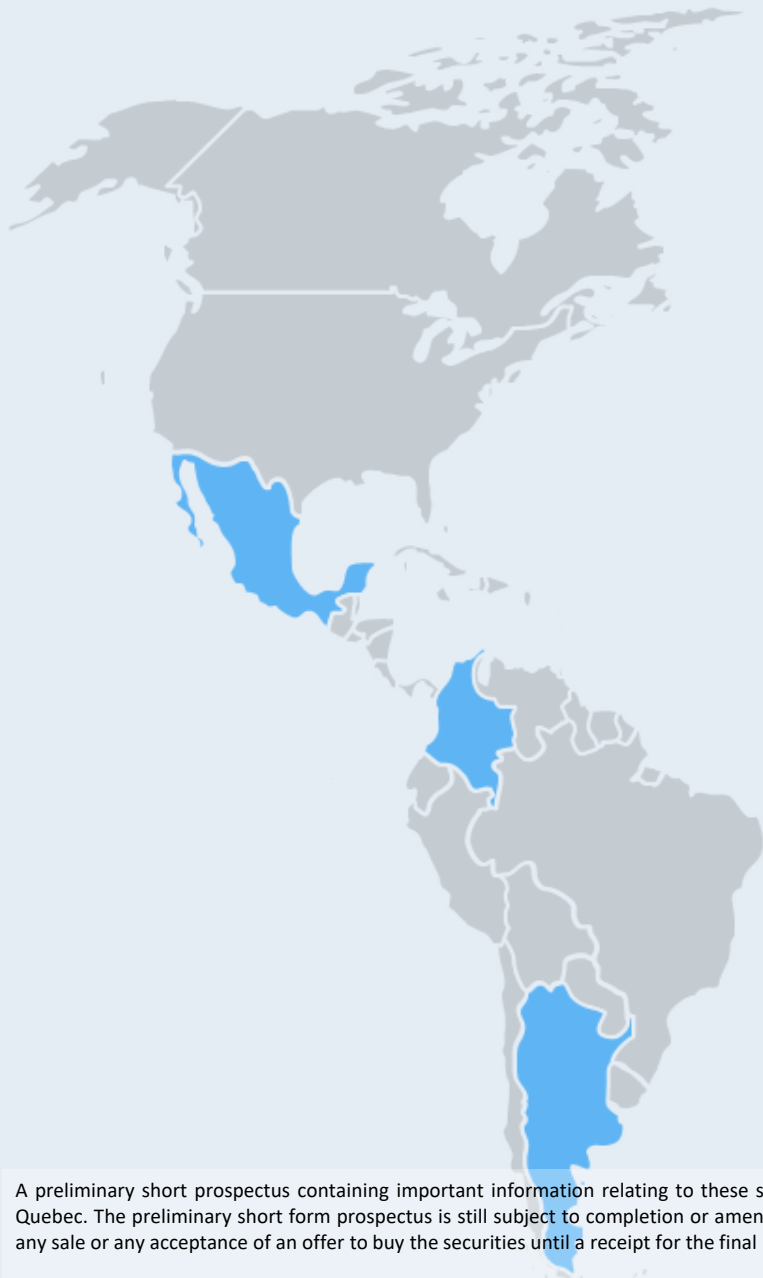 A preliminary short prospectus containing important information relating to these
Quebec. The preliminary short form prospectus is still subject to completion or
any sale or any acceptance of an offer to buy the securities until a receipt for the final